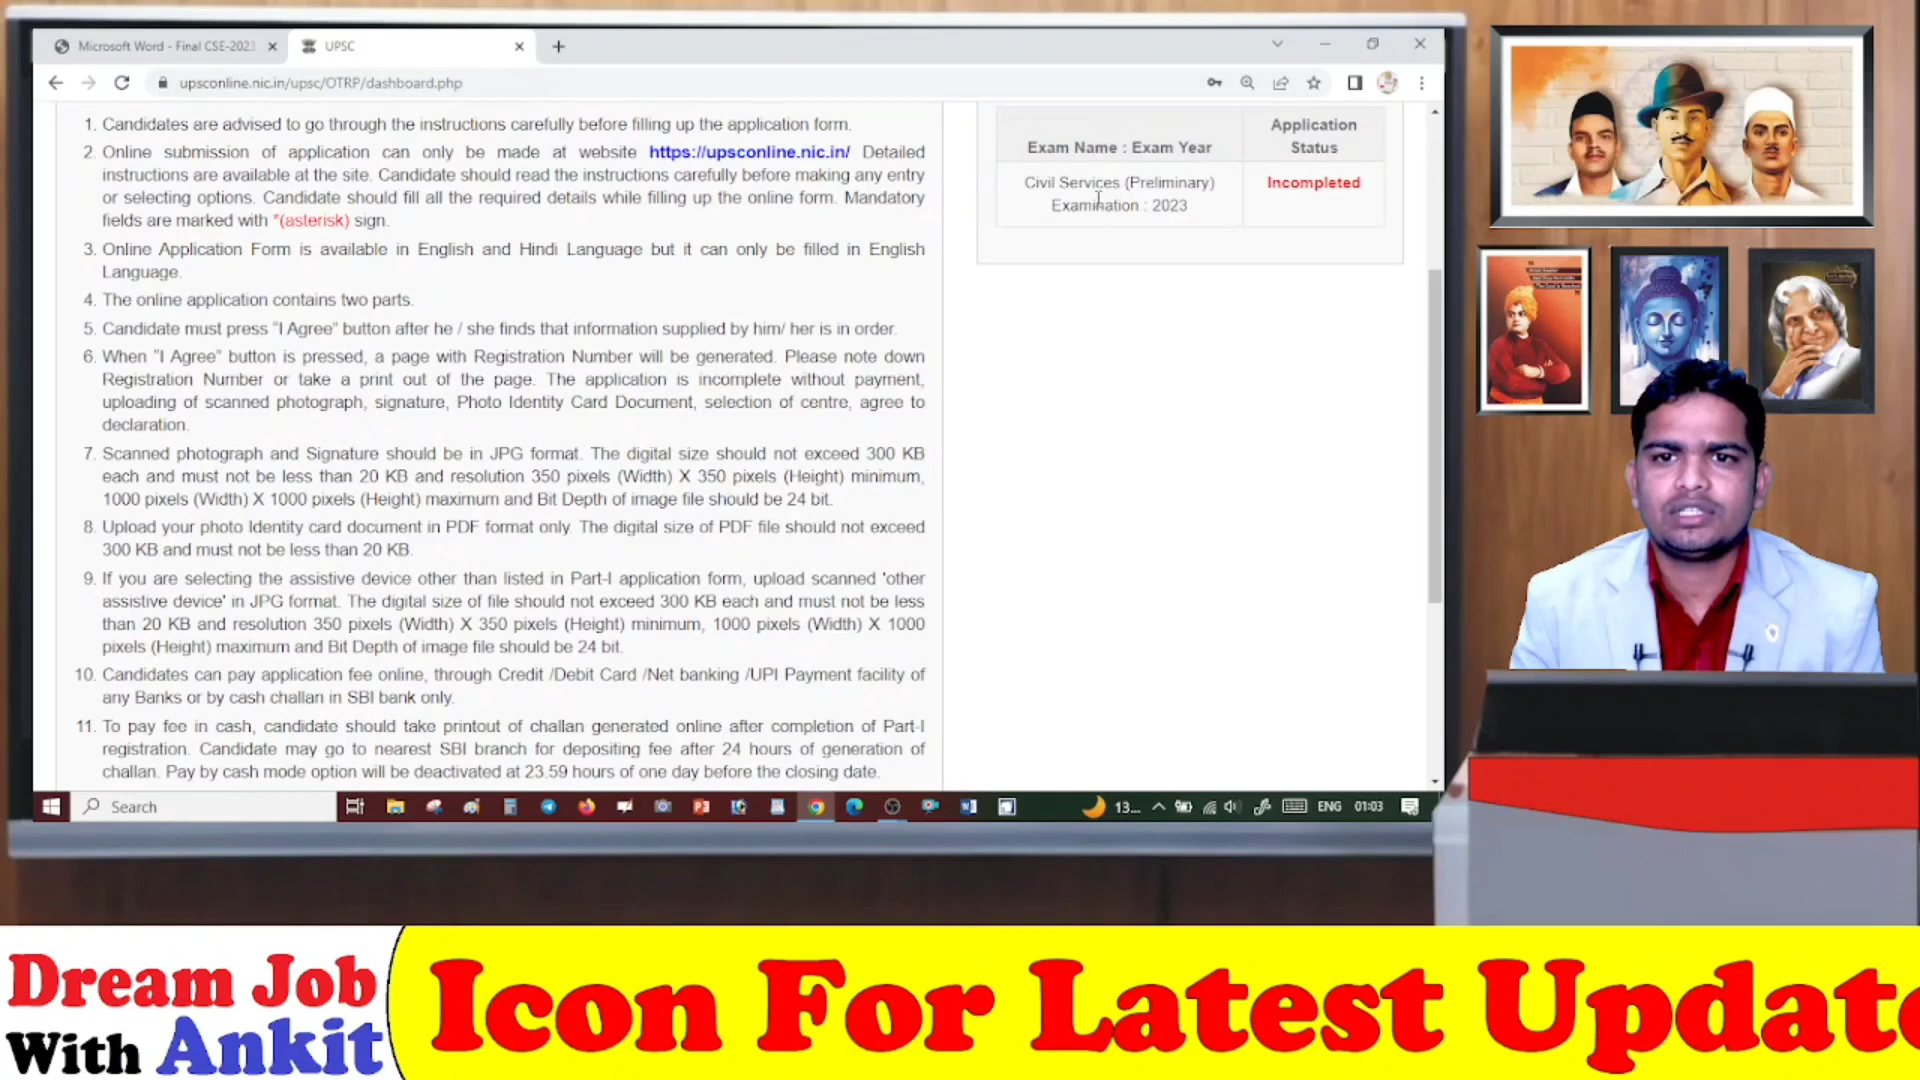 Microsoft Word - Final CSE-2023
UPSC
upsconline.nic.in/upsc/OTRP/dashboard.php
1. Candidates are advised to go through the instructions carefully before filling up the application form.
2. Online submission of application can only be made at website https://upsconline.nic.in/ Detailed
instructions are available at the site. Candidate should read the instructions carefully before making any entry
or selecting options. Candidate should fill all the required details while filling up the online form. Mandatory
fields are marked with *(asterisk) sign.
3. Online Application Form is available in English and Hindi Language but it can only be filled in English
Language.
4. The online application contains two parts.
5. Candidate must press "I Agree" button after he / she finds that information supplied by him/ her is in order.
6. When "I Agree" button is pressed, a page with Registration Number will be generated. Please note down
Registration Number or take a print out of the page. The application is incomplete without payment,
uploading of scanned photograph, signature, Photo Identity Card Document, selection of centre, agree to
declaration.
7. Scanned photograph and Signature should be in JPG format. The digital size should not exceed 300 KB
each and must not be less than 20 KB and resolution 350 pixels (Width) X 350 pixels (Height) minimum,
1000 pixels (Width) X 1000 pixels (Height) maximum and Bit Depth of image file should be 24 bit.
8. Upload your photo Identity card document in PDF format only. The digital size of PDF file should not exceed
300 KB and must not be less than 20 KB.
9. If you are selecting the assistive device other than listed in Part-I application form, upload scanned 'other
assistive device' in JPG format. The digital size of file should not exceed 300 KB each and must not be less
than 20 KB and resolution 350 pixels (Width) X 350 pixels (Height) minimum, 1000 pixels (Width) X 1000
pixels (Height) maximum and Bit Depth of image file should be 24 bit.
10. Candidates can pay application fee online, through Credit /Debit Card /Net banking /UPI Payment facility of
any Banks or by cash challan in SBI bank only.
11. To pay fee in cash, candidate should take printout of challan generated online after completion of Part-I
registration. Candidate may go to nearest SBI branch for depositing fee after 24 hours of generation of
challan. Pay by cash mode option will be deactivated at 23.59 hours of one day before the closing date.
Exam Name : Exam Year
Application
Status
Civil Services (Preliminary)
Examination : 2023
Incompleted
Search
13...
ENG
01:03
Dream Job
With Ankit
Icon For Latest Update